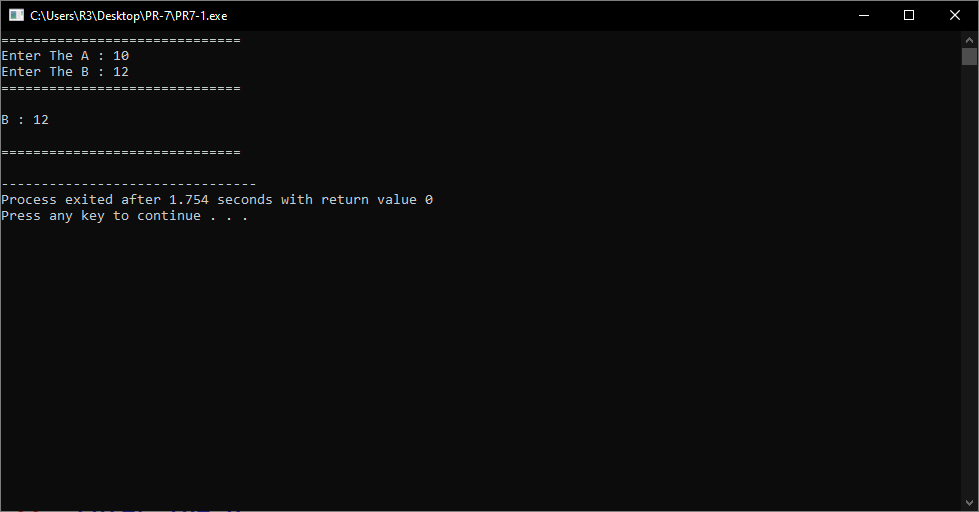 C:\Users\R3\Desktop\PR-7\PR7-1.exe
==============================
Enter The A : 10
Enter The B : 12
==============================
B : 12
==============================
--------------------------------
Process exited after 1.754 seconds with return value 0
Press any key to continue . . .